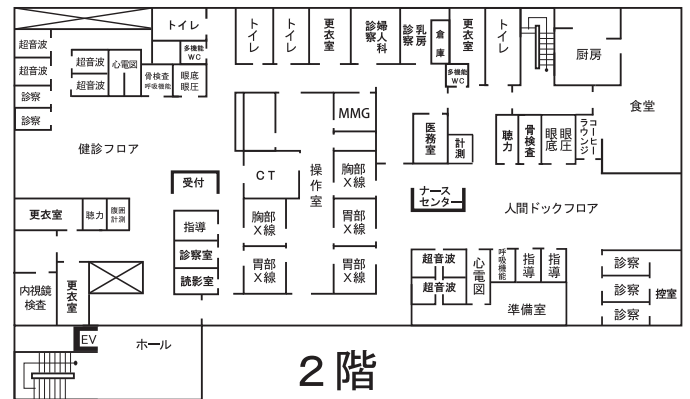 トイレ
多機能
WC
超音波
超音波
診察
診察
超音波
超音波
心電図
骨検査
呼吸機能
眼底
眼圧
健診フロア
トイレ
トイレ
更衣室
婦人科
診察
乳房
診察
倉庫
更衣室
多機能
WC
トイレ
厨房
食堂
MMG
CT
操作室
胸部
X線
胸部
X線
胃部
X線
胃部
X線
胃部
X線
医務室
計測
聴力
骨検査
眼底
眼圧
コーヒー
ラウンジ
受付
ナース
センター
人間ドックフロア
更衣室
聴力
腹囲
計測
指導
診察室
読影室
内視鏡
検査
更衣室
超音波
超音波
心電図
呼吸機能
指導
指導
準備室
診察
診察
診察
控室
EV
ホール
2階